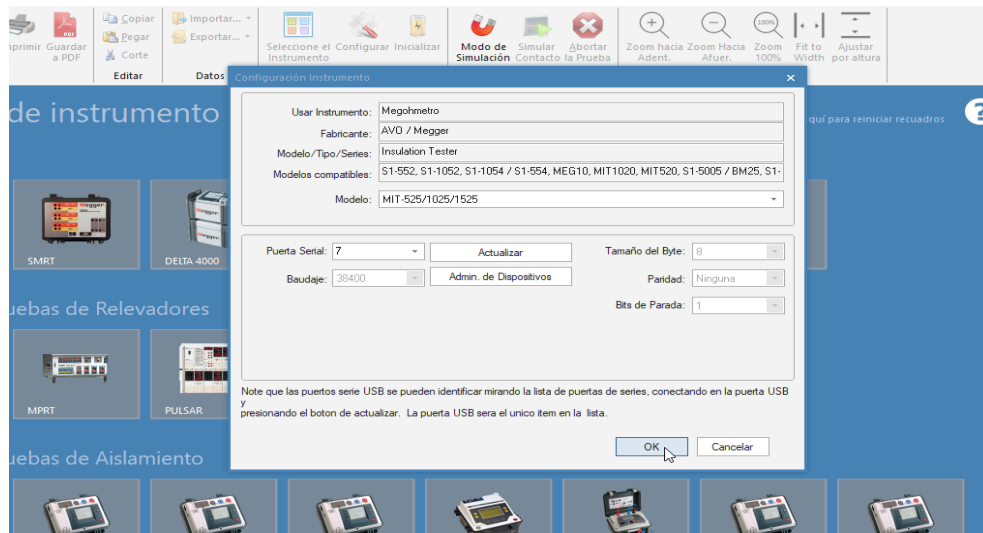 Copiar
Importar...
Pegar
Exportar...
Guardar
a PDF
Corte
Editar
Datos
Seleccione el
Instrumento
Configurar
Inicializar
Modo de
Simulación
Simular
Contacto
Abortar
la Prueba
Zoom hacia
Adent.
Zoom Hacia
Afuer.
100%
Zoom
100%
Fit to
Width
Ajustar
por altura
de instrumento
quí para reiniciar recuadros
?
Configuración Instrumento
Usar Instrumento: Megohmetro
Fabricante: AVO / Megger
Modelo/Tipo/Series: Insulation Tester
Modelos compatibles: S1-552, S1-1052, S1-1054 / S1-554, MEG10, MIT1020, MIT520, S1-5005 / BM25, S1-
Modelo: MIT-525/1025/1525
Puerta Serial: 7
Actualizar
Tamaño del Byte: 8
Baudaje: 38400
Admin. de Dispositivos
Paridad: Ninguna
Bits de Parada: 1
Note que las puertos serie USB se pueden identificar mirando la lista de puertas de series, conectando en la puerta USB
y
presionando el boton de actualizar. La puerta USB sera el unico item en la lista.
OK
Cancelar
SMRT
DELTA 4000
uebas de Relevadores
MPRT
PULSAR
uebas de Aislamiento